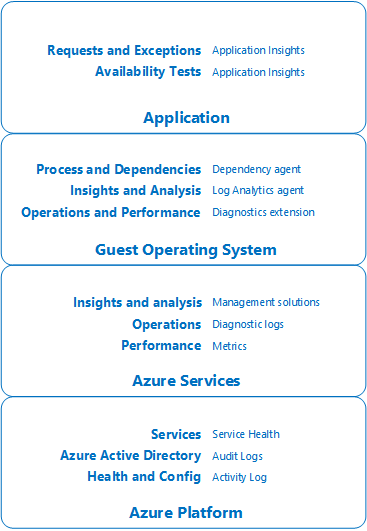 Requests and Exceptions Application Insights
Availability Tests Application Insights
Application
Process and Dependencies Dependency agent
Insights and Analysis Log Analytics agent
Operations and Performance Diagnostics extension
Guest Operating System
Insights and analysis Management solutions
Operations Diagnostic logs
Performance Metrics
Azure Services
Services Service Health
Azure Active Directory Audit Logs
Health and Config Activity Log
Azure Platform